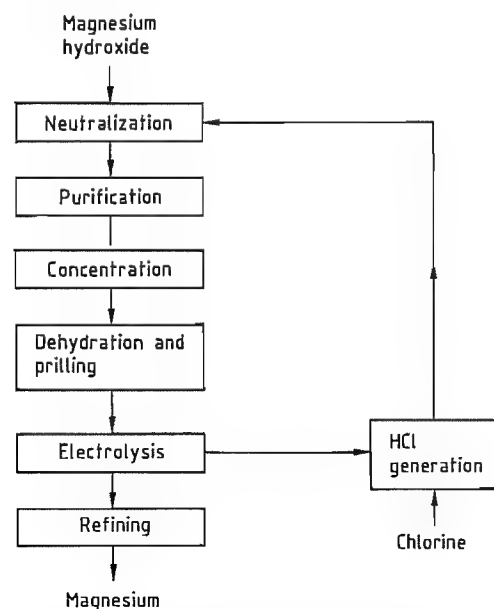 Magnesium
hydroxide
Neutralization
Purification
Concentration
Dehydration and
prilling
Electrolysis
HCl
generation
Refining
Chlorine
Magnesium